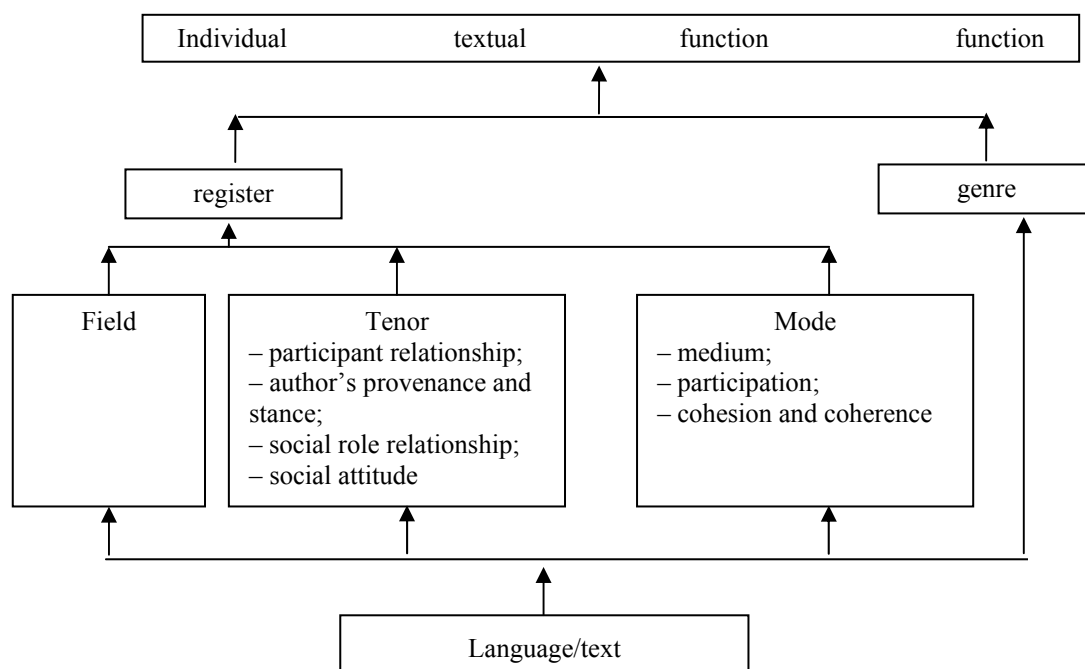 Individual textual function function
register
genre
Field
Tenor
– participant relationship;
– author's provenance and
stance;
– social role relationship;
– social attitude
Mode
– medium;
– participation;
– cohesion and coherence
Language/text